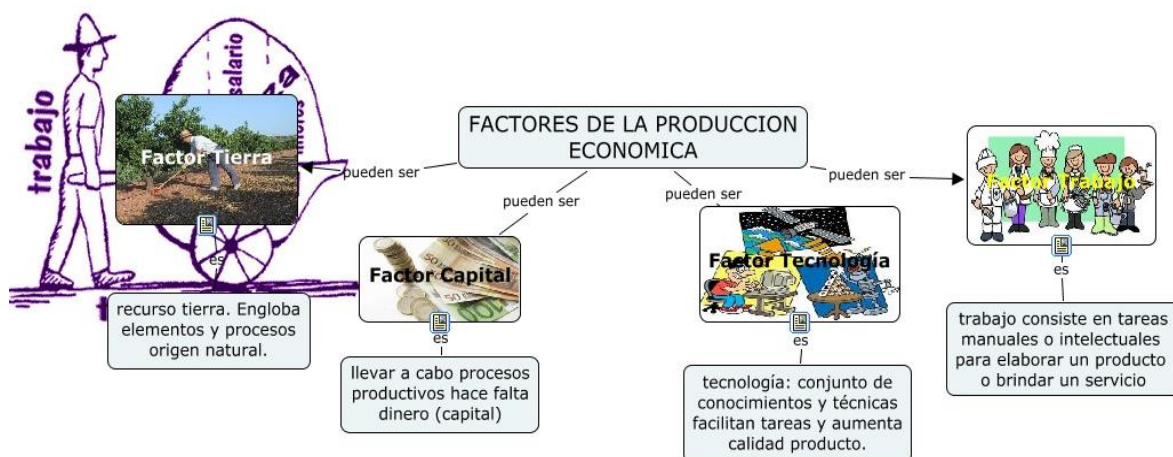 FACTORES DE LA PRODUCCION
ECONOMICA
pueden ser
pueden ser
pueden ser
pueden ser
trabajo
salario
Factor Tierra
es
recurso tierra. Engloba
elementos y procesos
origen natural.
Factor Capital
es
llevar a cabo procesos
productivos hace falta
dinero (capital)
Factor Tecnología
es
tecnología: conjunto de
conocimientos y técnicas
facilitan tareas y aumenta
calidad producto.
Factor Trabajo
es
trabajo consiste en tareas
manuales o intelectuales
para elaborar un producto
o brindar un servicio